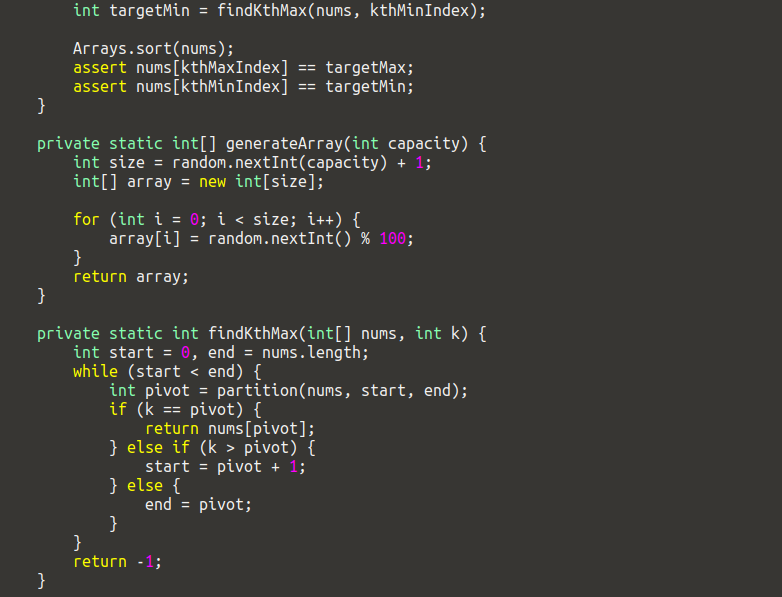 int targetMin = findKthMax(nums, kthMinIndex);
Arrays.sort(nums);
assert nums[kthMaxIndex] == targetMax;
assert nums[kthMinIndex] == targetMin;
}
private static int[] generateArray(int capacity) {
int size = random.nextInt(capacity) + 1;
int[] array = new int[size];
for (int i = 0; i < size; i++) {
array[i] = random.nextInt() % 100;
}
return array;
}
private static int findKthMax(int[] nums, int k) {
int start = 0, end = nums.length;
while (start < end) {
int pivot = partition(nums, start, end);
if (k == pivot) {
return nums[pivot];
} else if (k > pivot) {
start = pivot + 1;
} else {
end = pivot;
}
}
return -1;
}